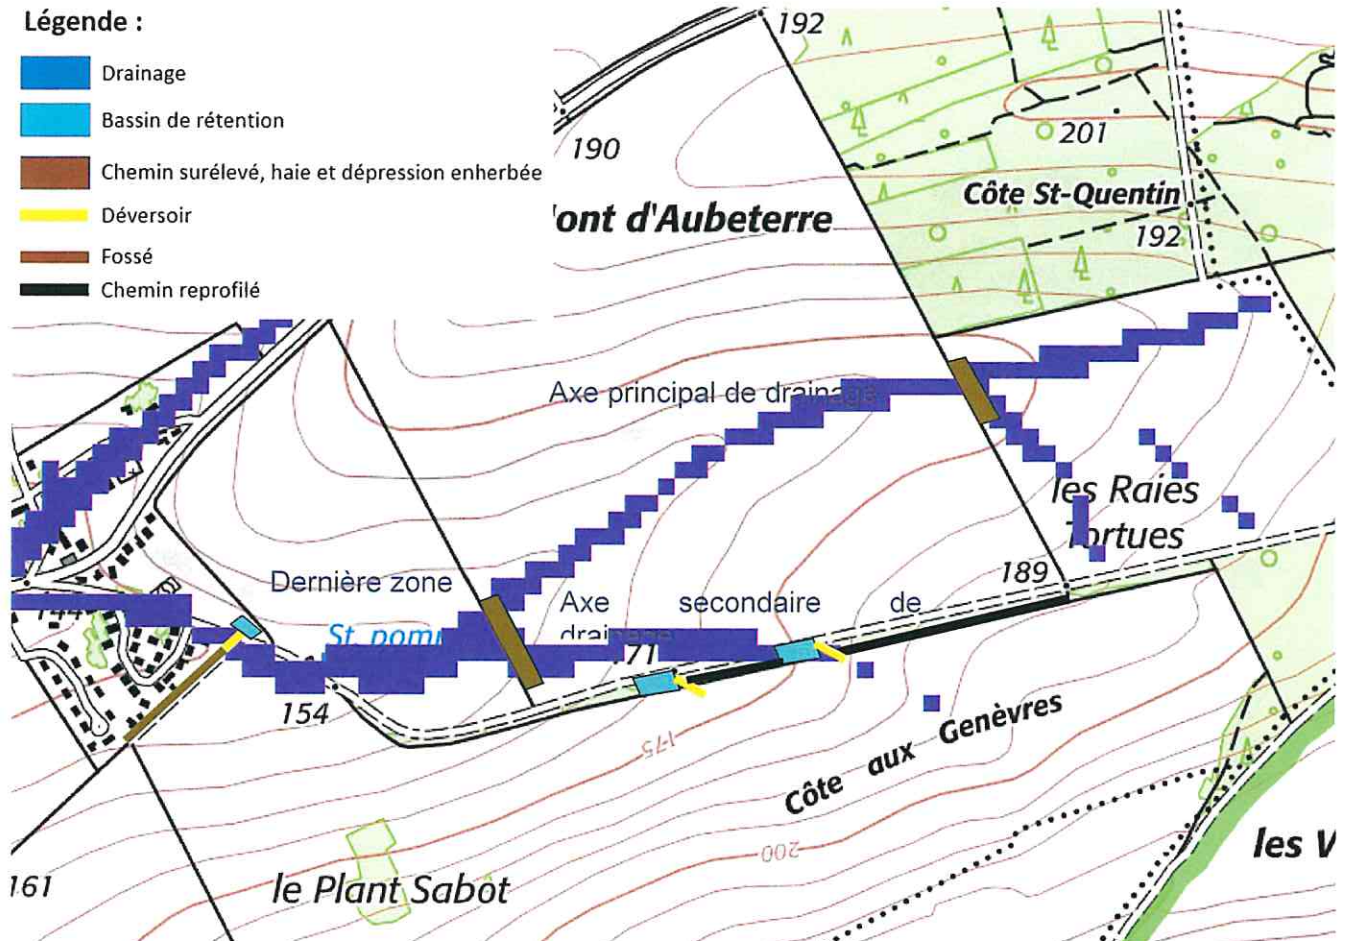 Légende :
Drainage
Bassin de rétention
Chemin surélevé, haie et dépression enherbée
Déversoir
Fossé
Chemin reprofilé
192
190
201
Côte St-Quentin
192
ont d'Aubeterre
Axe principal de drainage
les Raies
Tortues
189
Dernière zone
Axe secondaire de
drainage
St pomp
154
175
Côte aux Genèvres
200
les V
161
le Plant Sabot